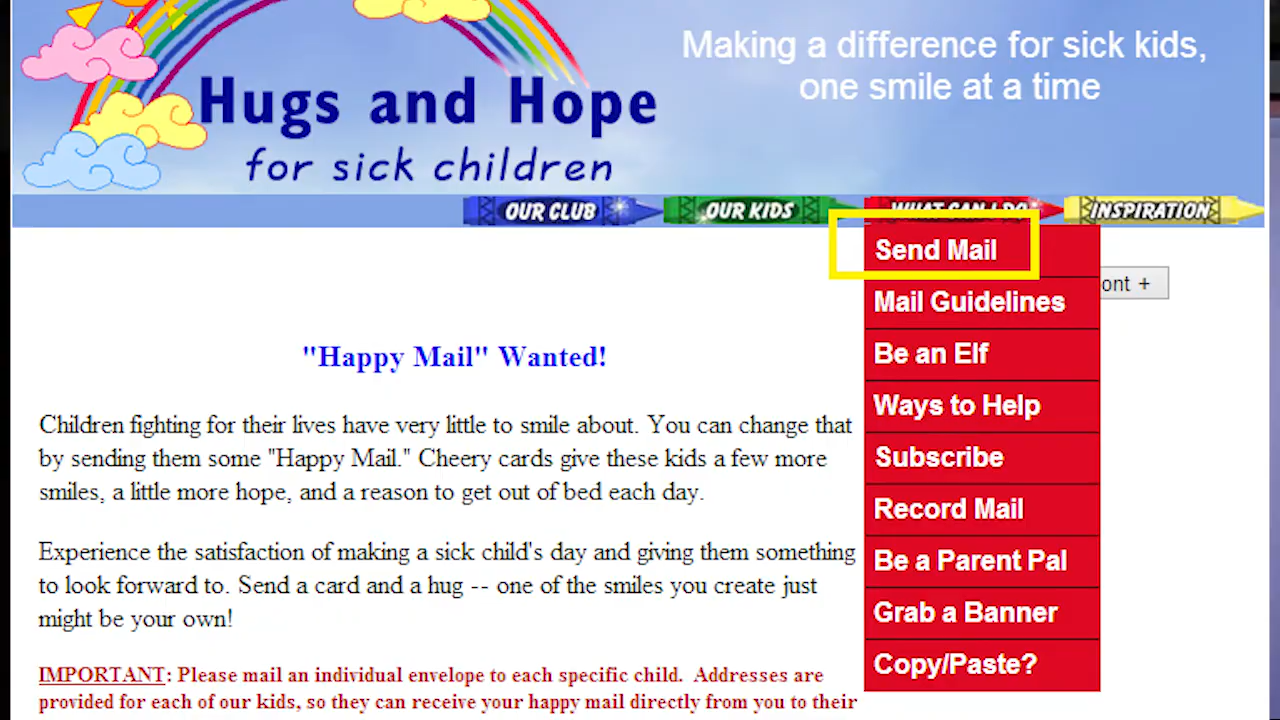 Making a difference for sick kids,
one smile at a time
Hugs and Hope
for sick children
OUR CLUB
OUR KIDS
WHAT CAN I DO
INSPIRATION
Send Mail
Mail Guidelines
Be an Elf
Ways to Help
Subscribe
Record Mail
Be a Parent Pal
Grab a Banner
Copy/Paste?
ont +
"Happy Mail" Wanted!
Children fighting for their lives have very little to smile about. You can change that
by sending them some "Happy Mail." Cheery cards give these kids a few more
smiles, a little more hope, and a reason to get out of bed each day.
Experience the satisfaction of making a sick child's day and giving them something
to look forward to. Send a card and a hug -- one of the smiles you create just
might be your own!
IMPORTANT: Please mail an individual envelope to each specific child. Addresses are
provided for each of our kids, so they can receive your happy mail directly from you to their